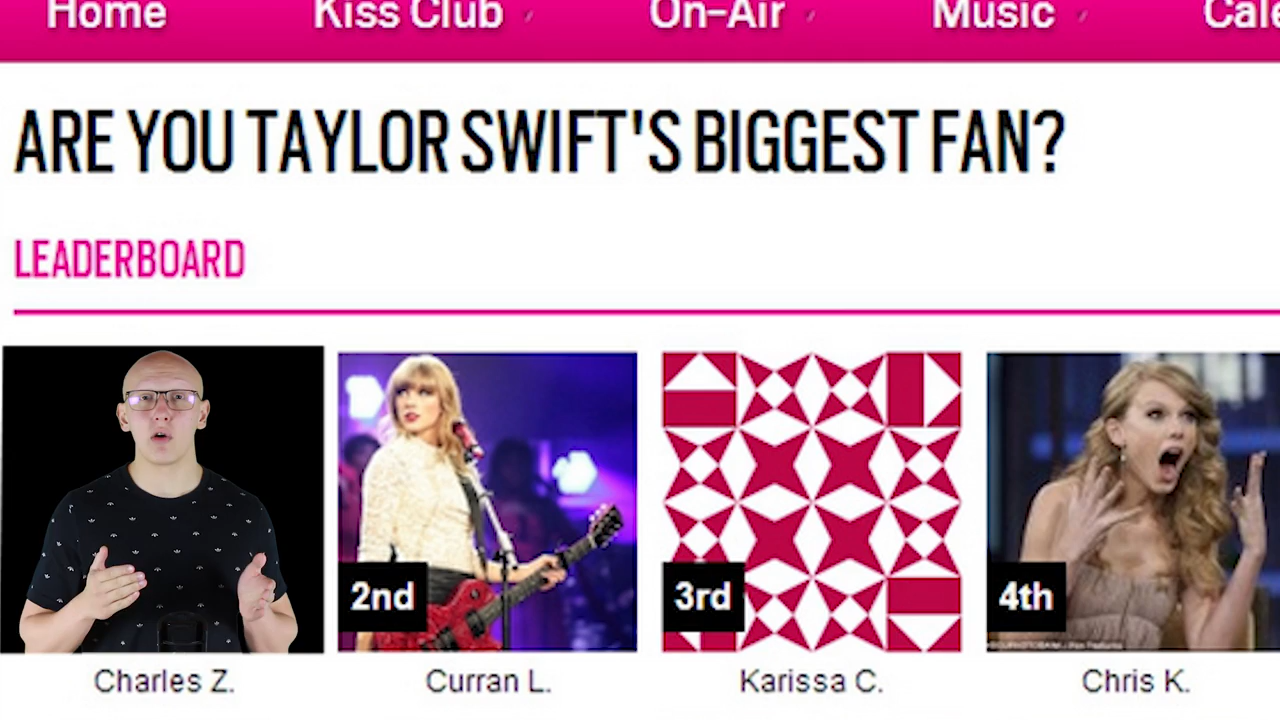 Home Kiss Club On-Air Music
ARE YOU TAYLOR SWIFT'S BIGGEST FAN?
LEADERBOARD
2nd 3rd 4th
Charles Z. Curran L. Karissa C. Chris K.